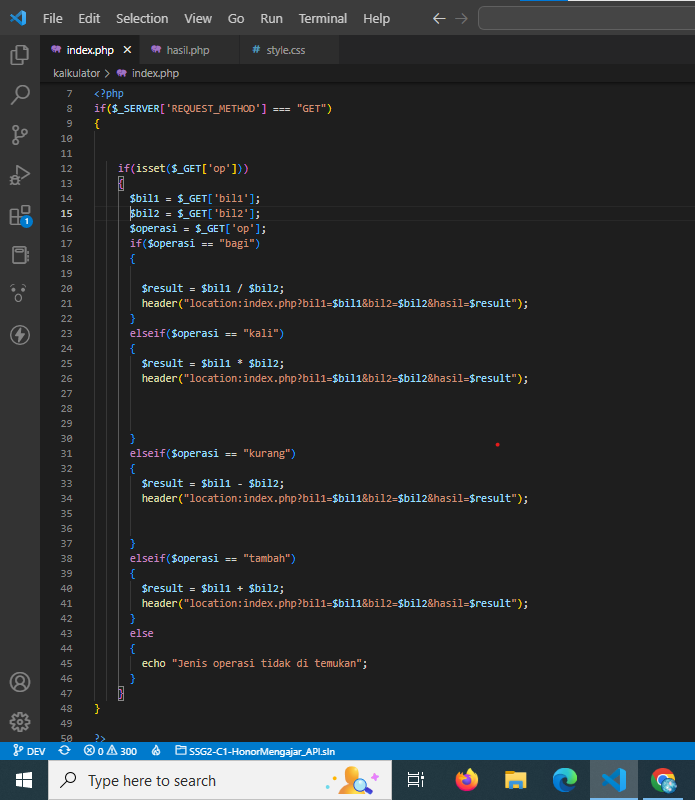 File Edit Selection View Go Run Terminal Help
index.php hasil.php # style.css
kalkulator > index.php
7 <?php
8 if($_SERVER['REQUEST_METHOD'] === "GET")
9 {
10
11
12 if(isset($_GET['op']))
13 {
14 $bil1 = $_GET['bil1'];
15 $bil2 = $_GET['bil2'];
16 $operasi = $_GET['op'];
17 if($operasi == "bagi")
18 {
19
20 $result = $bil1 / $bil2;
21 header("location:index.php?bil1=$bil1&bil2=$bil2&hasil=$result");
22 }
23 elseif($operasi == "kali")
24 {
25 $result = $bil1 * $bil2;
26 header("location:index.php?bil1=$bil1&bil2=$bil2&hasil=$result");
27
28
29
30 }
31 elseif($operasi == "kurang")
32 {
33 $result = $bil1 - $bil2;
34 header("location:index.php?bil1=$bil1&bil2=$bil2&hasil=$result");
35
36
37 }
38 elseif($operasi == "tambah")
39 {
40 $result = $bil1 + $bil2;
41 header("location:index.php?bil1=$bil1&bil2=$bil2&hasil=$result");
42 }
43 else
44 {
45 echo "Jenis operasi tidak di temukan";
46 }
47 }
48 }
49
50 ?>
1
DEV 0 300 SSG2-C1-HonorMengajar_API.sln
Type here to search